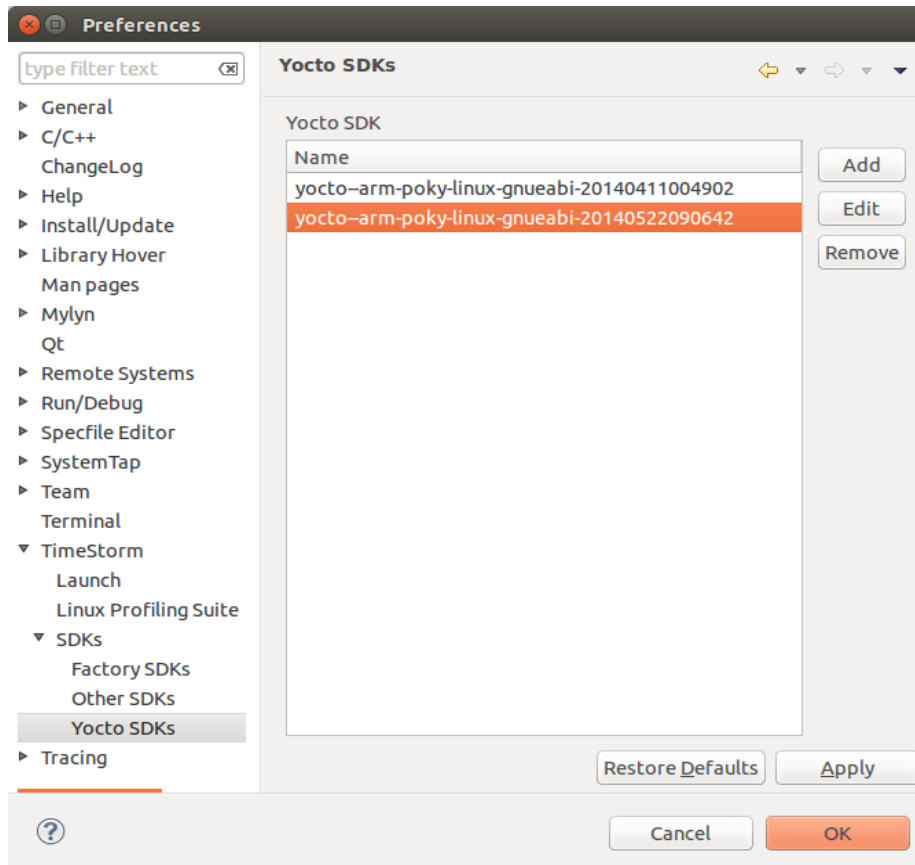 Preferences
type filter text
General
C/C++
ChangeLog
Help
Install/Update
Library Hover
Man pages
Mylyn
Qt
Remote Systems
Run/Debug
Specfile Editor
SystemTap
Team
Terminal
TimeStorm
Launch
Linux Profiling Suite
SDKs
Factory SDKs
Other SDKs
Yocto SDKs
Tracing
Yocto SDKs
Yocto SDK
Name
yocto--arm-poky-linux-gnueabi-20140411004902
yocto--arm-poky-linux-gnueabi-20140522090642
Add
Edit
Remove
Restore Defaults
Apply
?
Cancel
OK